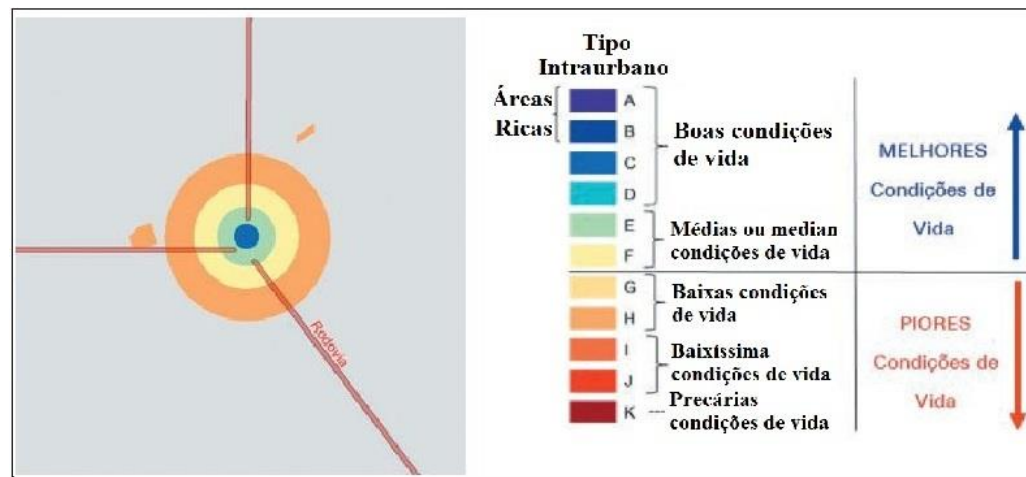 Rodovia
Tipo
Intraurbano
Áreas
Ricas
A
B
C
D
E
F
G
H
I
J
K
Boas condições
de vida
Médias ou median
condições de vida
Baixas condições
de vida
Baixíssima
condições de vida
Precárias
condições de vida
MELHORES
Condições de
Vida
PIORES
Condições de
Vida